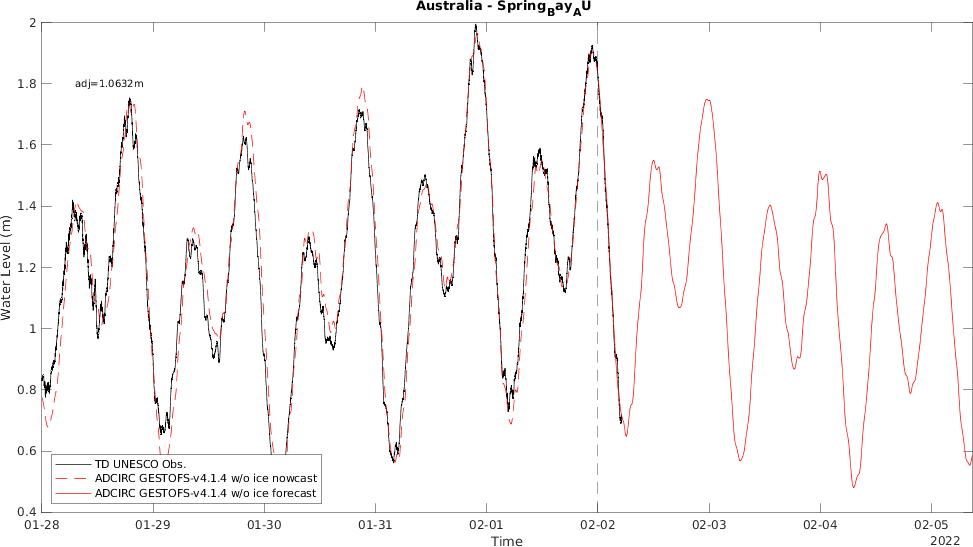 Australia - Spring_Bay_AU
2
1.8
adj=1.0632m
1.6
1.4
1.2
1
0.8
0.6
0.4
Water Level (m)
TD UNESCO Obs.
ADCIRC GESTOFS-v4.1.4 w/o ice nowcast
ADCIRC GESTOFS-v4.1.4 w/o ice forecast
01-28 01-29 01-30 01-31 02-01 02-02 02-03 02-04 02-05
Time 2022